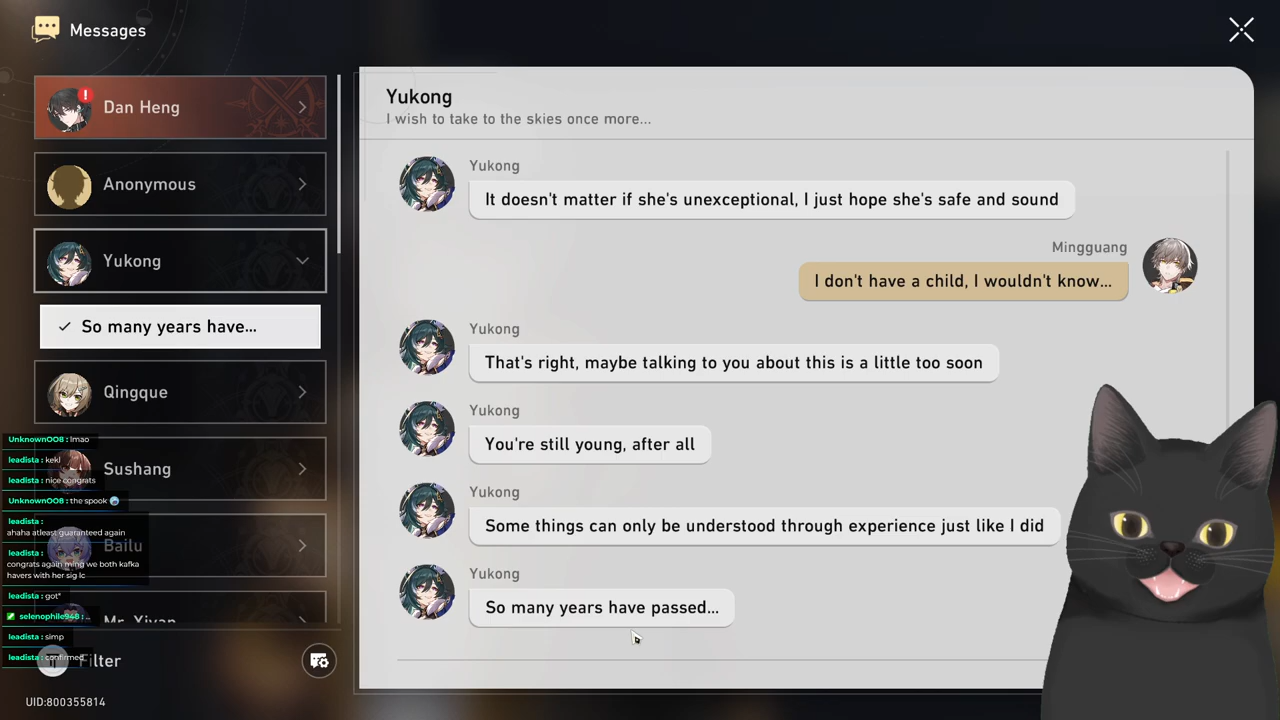 Messages
Dan Heng
Anonymous
Yukong
So many years have...
Qingque
Sushang
Bailu
Mr. Xiyan
Filter
UID:800355814
UnknownOO8 : lmao
leadista : kekl
leadista : nice congrats
UnknownOO8 : the spook
leadista :
ahaha atleast guaranteed again
leadista :
congrats again ming we both kafka
havers with her sig lc
leadista : got*
selenophile948 : .
leadista : simp
leadista : confirmed
Yukong
I wish to take to the skies once more...
Yukong
It doesn't matter if she's unexceptional, I just hope she's safe and sound
Mingguang
I don't have a child, I wouldn't know...
Yukong
That's right, maybe talking to you about this is a little too soon
Yukong
You're still young, after all
Yukong
Some things can only be understood through experience just like I did
Yukong
So many years have passed...